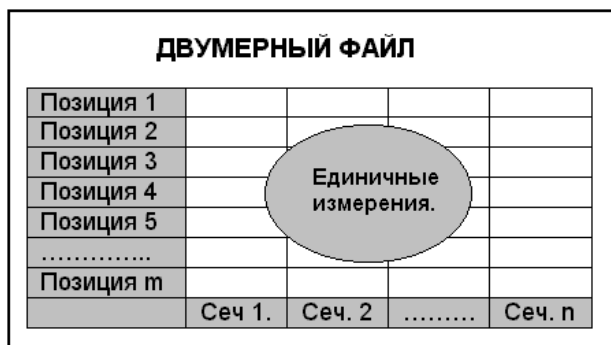 ДВУМЕРНЫЙ ФАЙЛ
Позиция 1
Позиция 2
Позиция 3
Позиция 4
Позиция 5
..............
Позиция m
Единичные
измерения.
Сеч 1. Сеч. 2 ......... Сеч. n